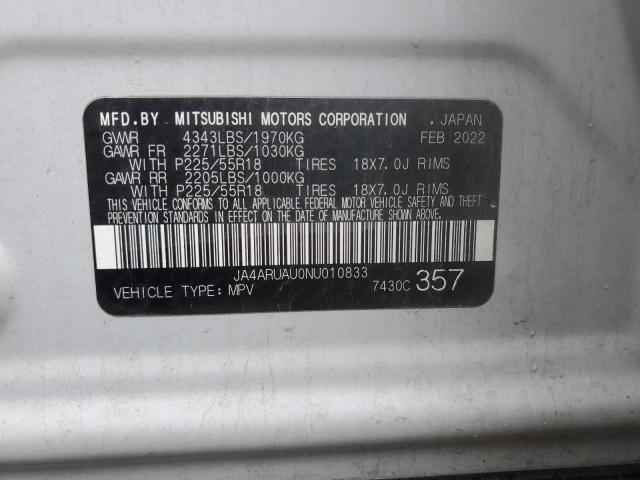 MFD.BY MITSUBISHI MOTORS CORPORATION , JAPAN
GVWR 4343LBS/1970KG FEB 2022
GAWR FR 2271LBS/1030KG
WITH P225/55R18 TIRES 18X7.0J RIMS
GAWR RR 2205LBS/1000KG
WITH P225/55R18 TIRES 18X7.0J RIMS
THIS VEHICLE CONFORMS TO ALL APPLICABLE FEDERAL MOTOR VEHICLE SAFETY AND THEFT
PREVENTION STANDARDS IN EFFECT ON THE DATE OF MANUFACTURE SHOWN ABOVE.
JA4ARUAU0NU010833
VEHICLE TYPE: MPV 7430C 357